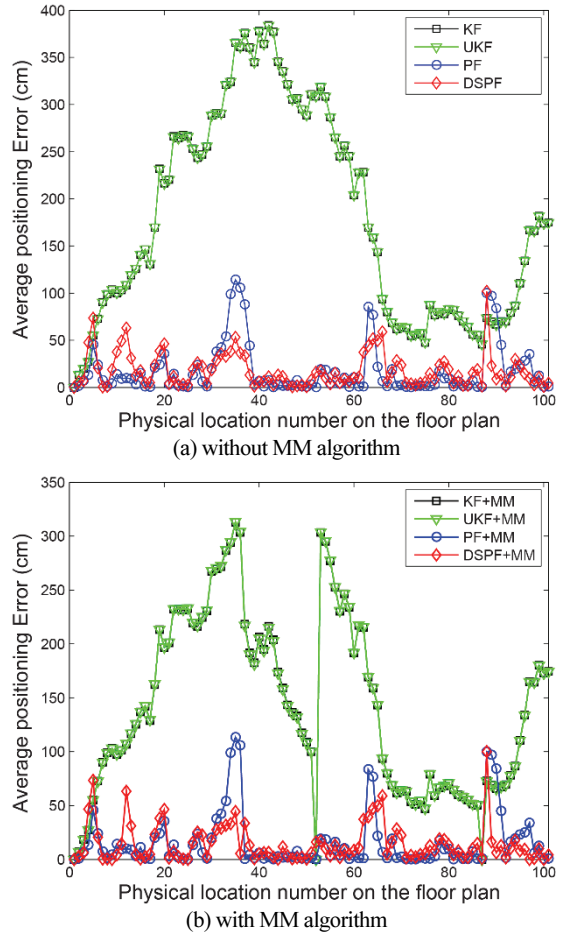 Average positioning Error (cm)
400
350
300
250
200
150
100
50
0
0 20 40 60 80 100
KF
UKF
PF
DSPF
Physical location number on the floor plan
(a) without MM algorithm
Average positioning Error (cm)
350
300
250
200
150
100
50
0
0 20 40 60 80 100
KF+MM
UKF+MM
PF+MM
DSPF+MM
Physical location number on the floor plan
(b) with MM algorithm